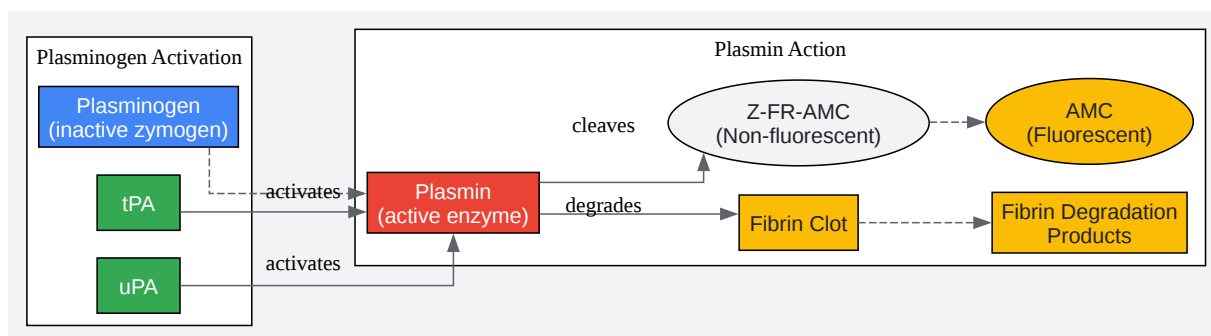 Plasminogen Activation
Plasminogen
(inactive zymogen)
tPA
uPA
activates
activates
Plasmin Action
Plasmin
(active enzyme)
cleaves
degrades
Z-FR-AMC
(Non-fluorescent)
AMC
(Fluorescent)
Fibrin Clot
Fibrin Degradation
Products